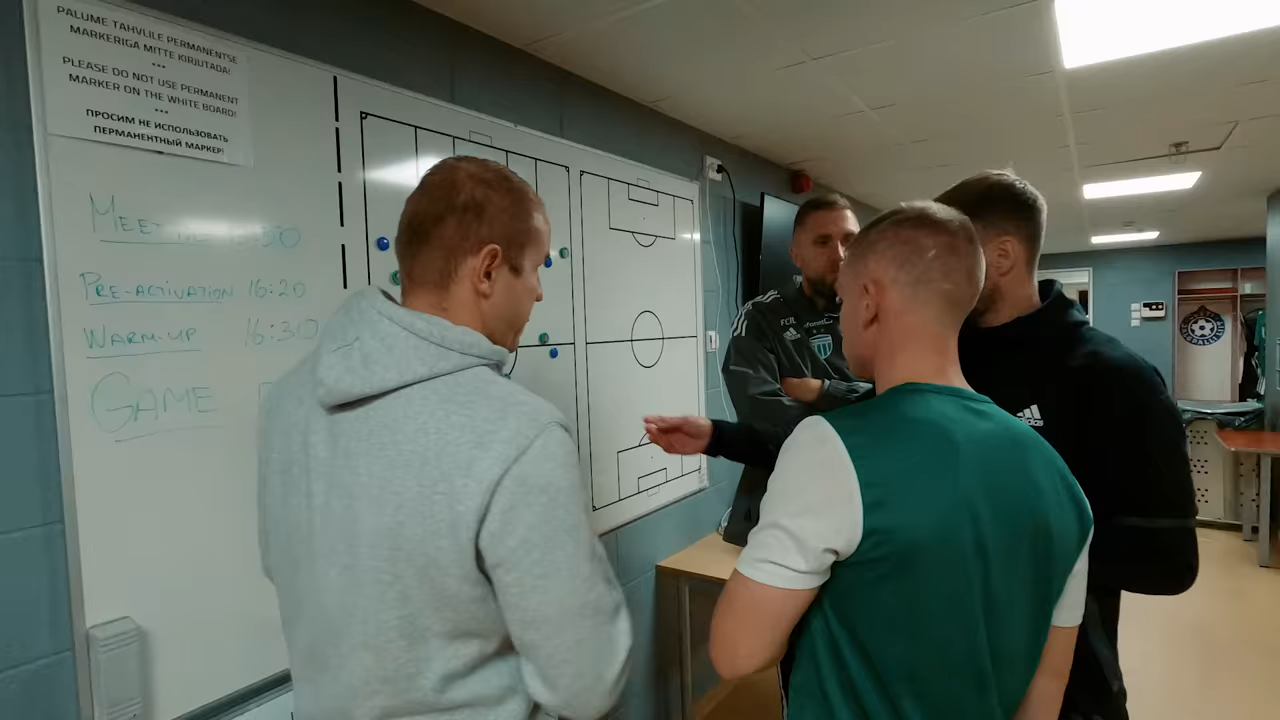 PALUME TAHVLILE PERMANENTSE
MARKERIGA MITTE KIRJUTADA!
***
PLEASE DO NOT USE PERMANENT
MARKER ON THE WHITE BOARD!
***
ПРОСИМ НЕ ИСПОЛЬЗОВАТЬ
ПЕРМАНЕНТНЫЙ МАРКЕР!
PRE-ACTIVATION 16:20
WARM-UP 16:30
GAME
FCIL
adidas